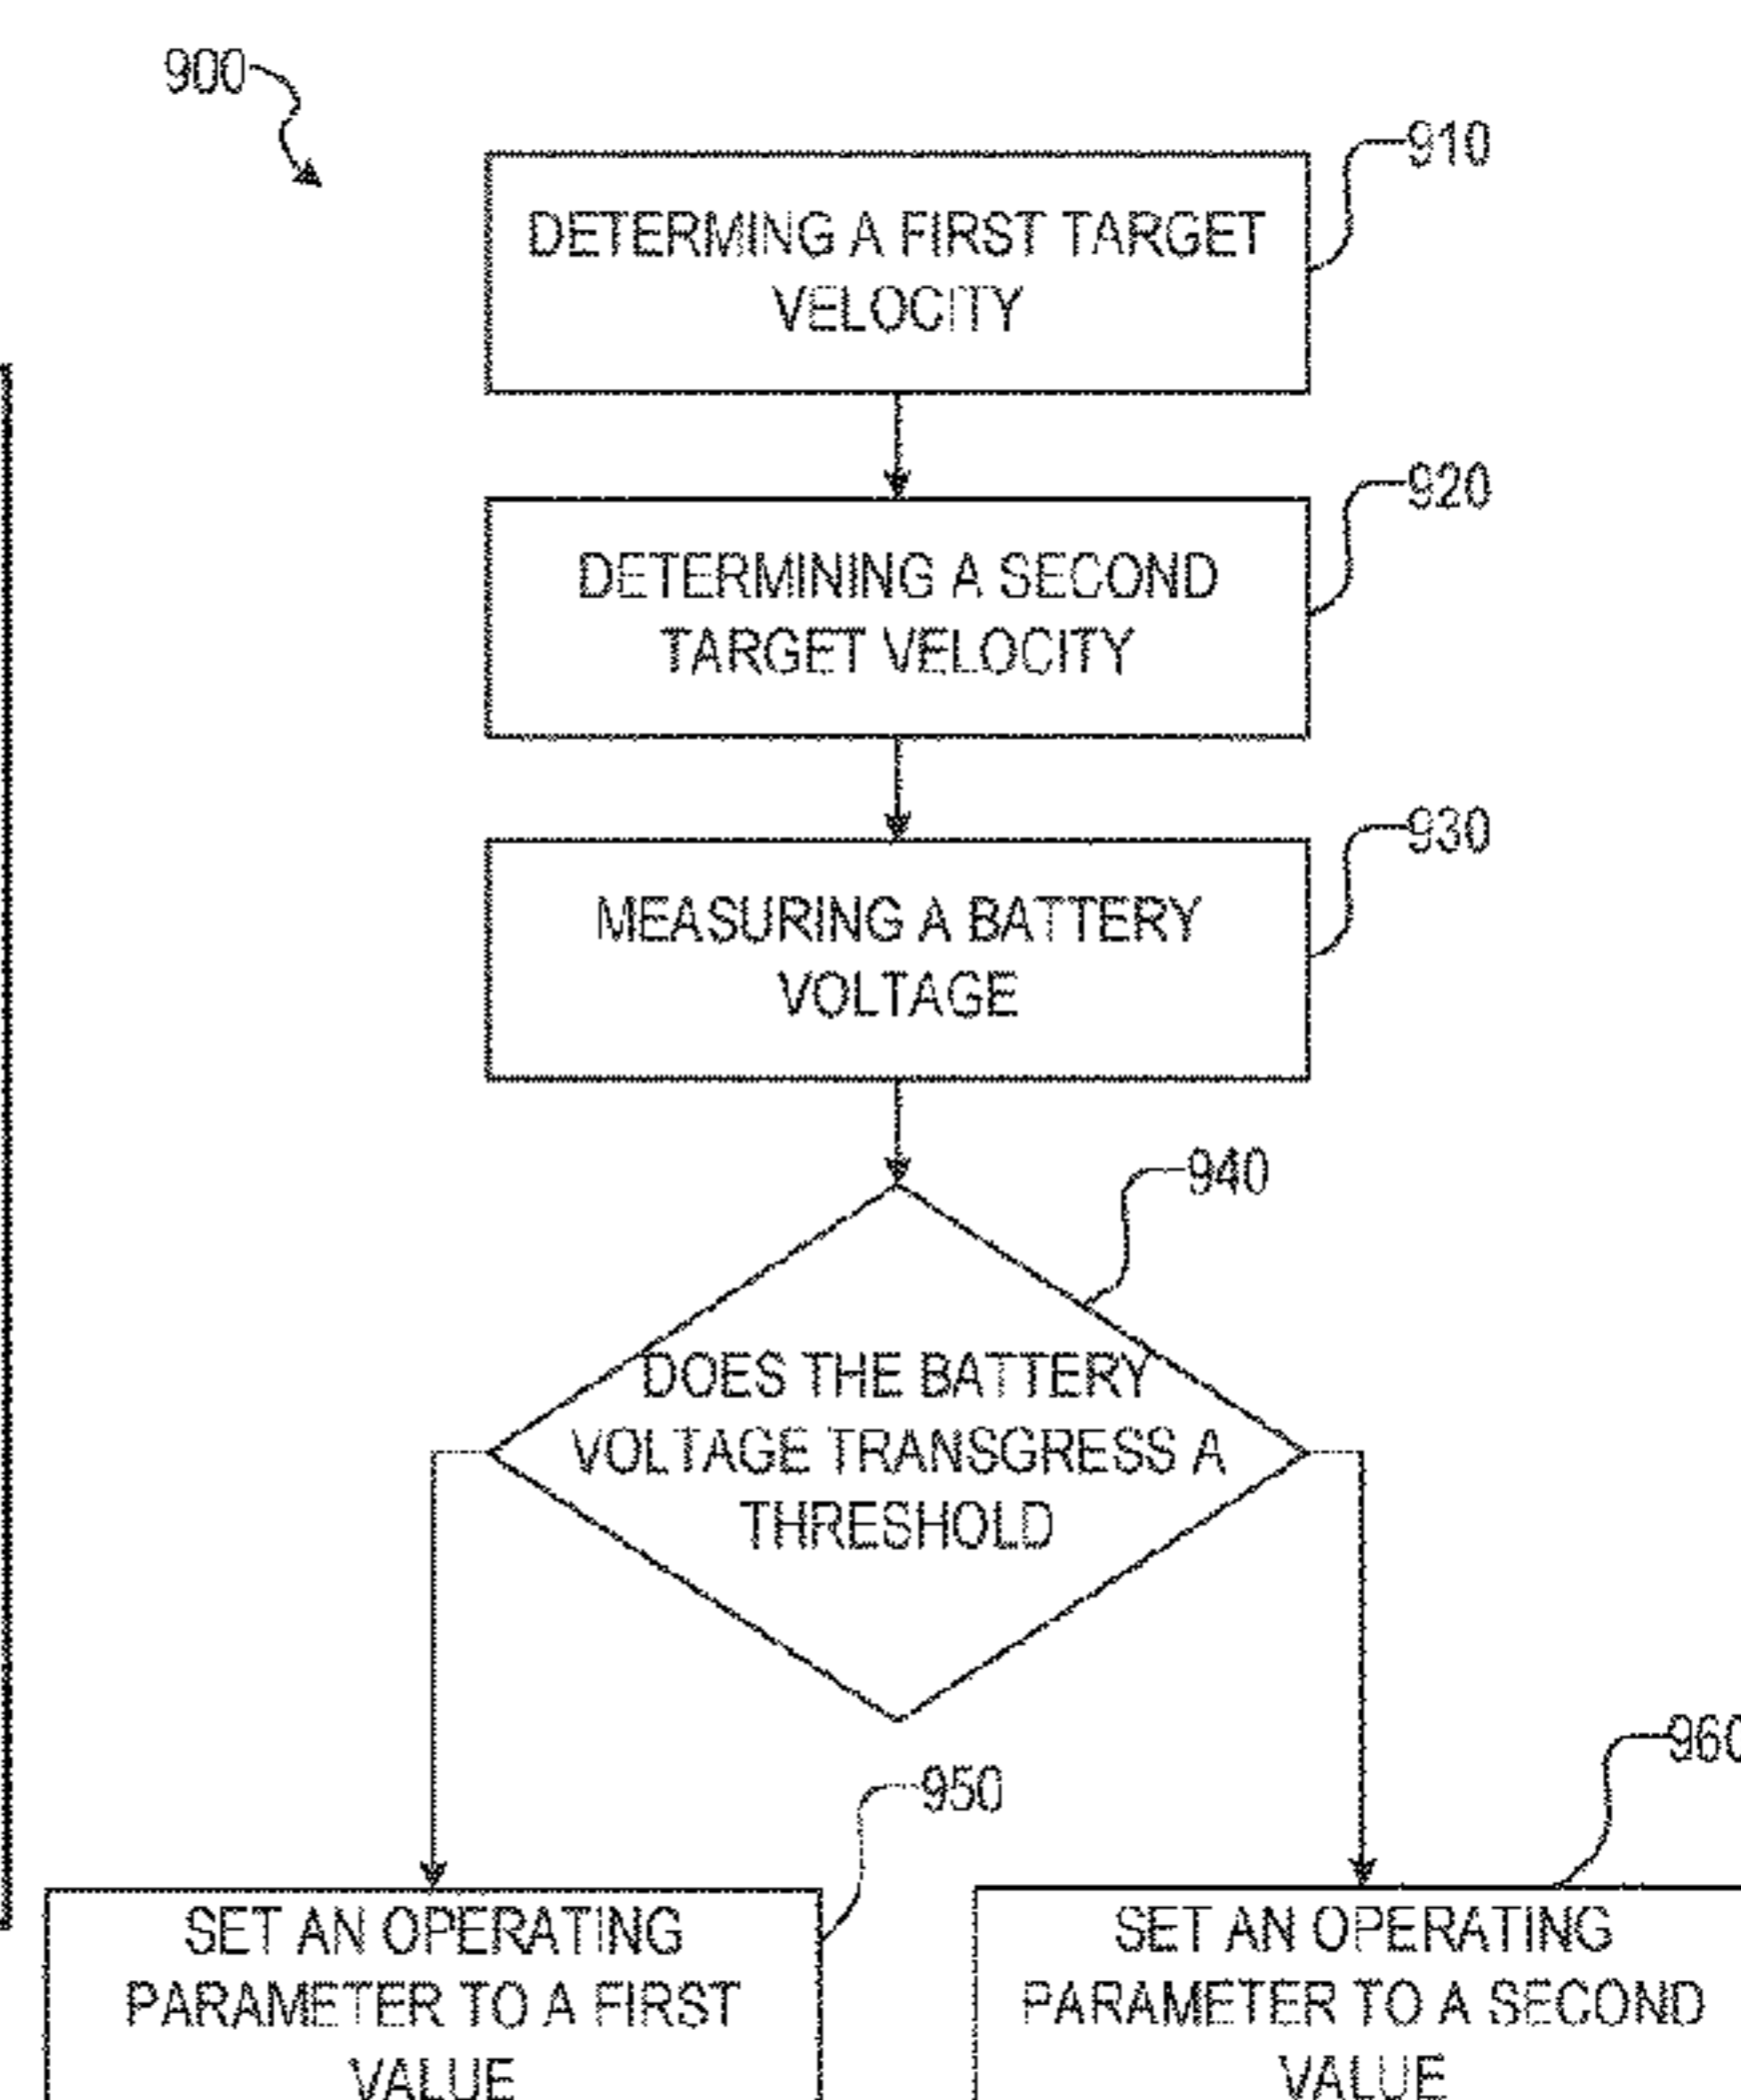 900
910
DETERMING A FIRST TARGET
VELOCITY
920
DETERMINING A SECOND
TARGET VELOCITY
930
MEASURING A BATTERY
VOLTAGE
940
DOES THE BATTERY
VOLTAGE TRANSGRESS A
THRESHOLD
950
SET AN OPERATING
PARAMETER TO A FIRST
VALUE
960
SET AN OPERATING
PARAMETER TO A SECOND
VALUE